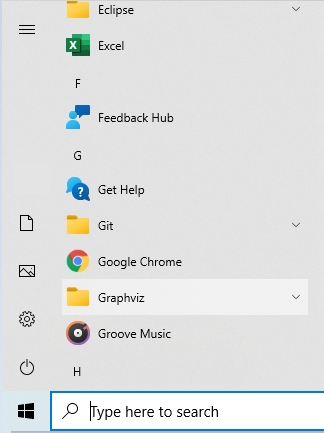 Eclipse
Excel
F
Feedback Hub
G
Get Help
Git
Google Chrome
Graphviz
Groove Music
H
Type here to search